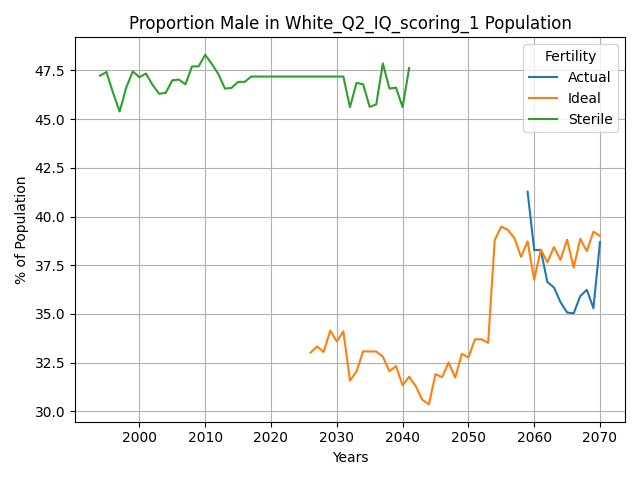 Proportion Male in White_Q2_IQ_scoring_1 Population
Fertility
Actual
Ideal
Sterile
% of Population
47.5
45.0
42.5
40.0
37.5
35.0
32.5
30.0
2000
2010
2020
2030
2040
2050
2060
2070
Years